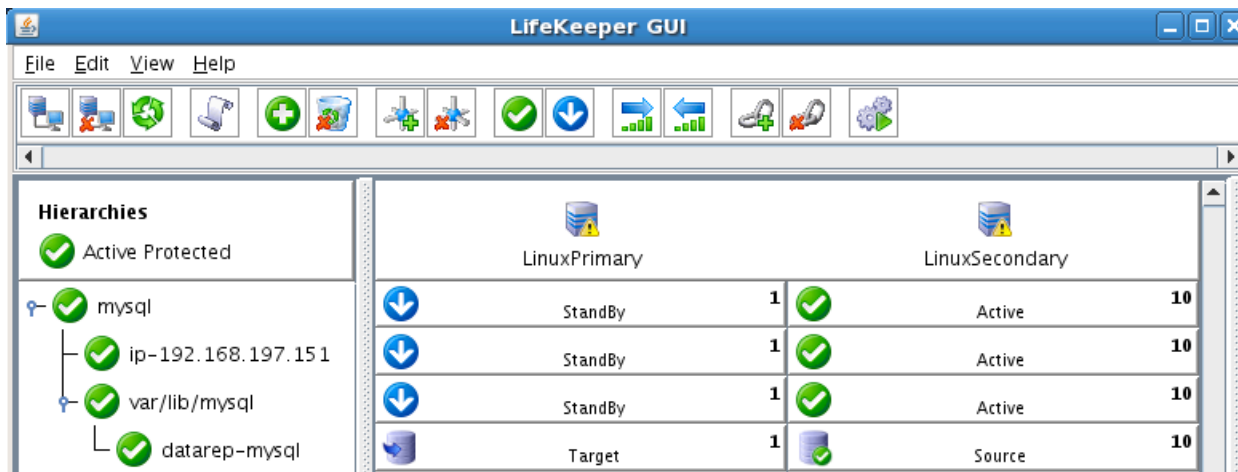 LifeKeeper GUI
File Edit View Help
Hierarchies
Active Protected
LinuxPrimary LinuxSecondary
mysql StandBy 1 Active 10
ip-192.168.197.151 StandBy 1 Active 10
var/lib/mysql StandBy 1 Active 10
datarep-mysql Target 1 Source 10